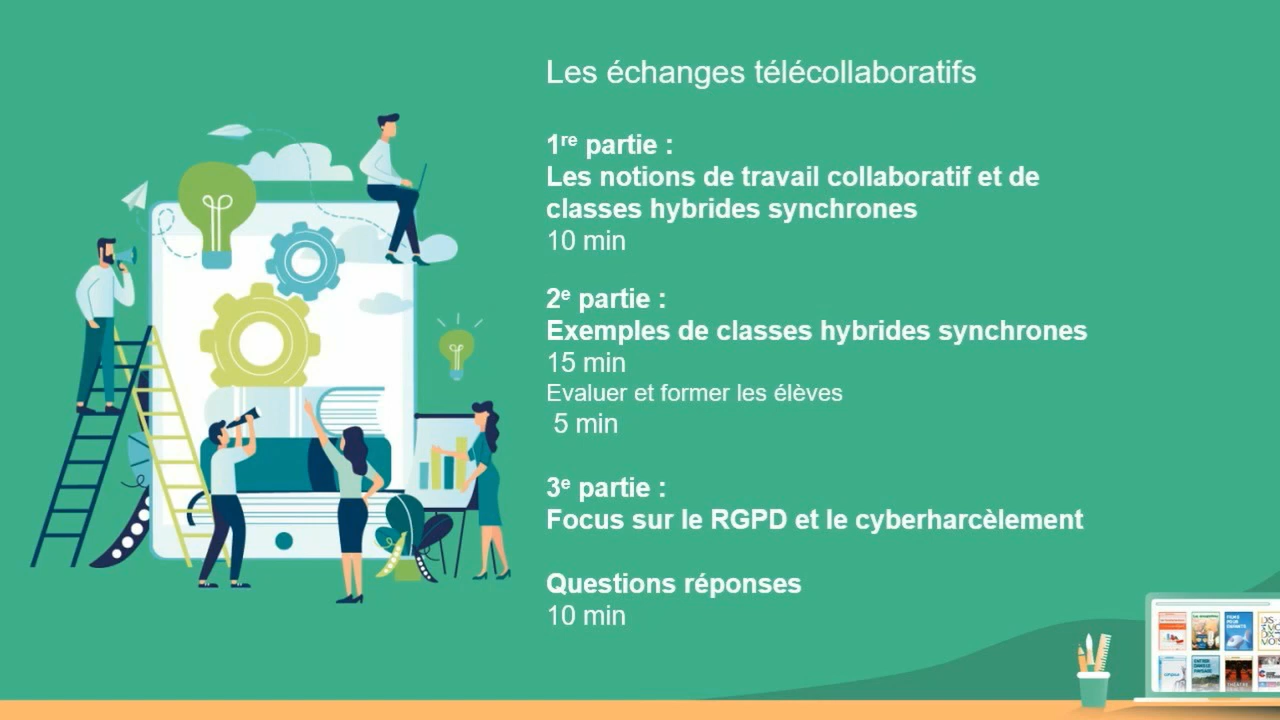 Les échanges télécollaboratifs
1re partie :
Les notions de travail collaboratif et de
classes hybrides synchrones
10 min
2e partie :
Exemples de classes hybrides synchrones
15 min
Evaluer et former les élèves
5 min
3e partie :
Focus sur le RGPD et le cyberharcèlement
Questions réponses
10 min